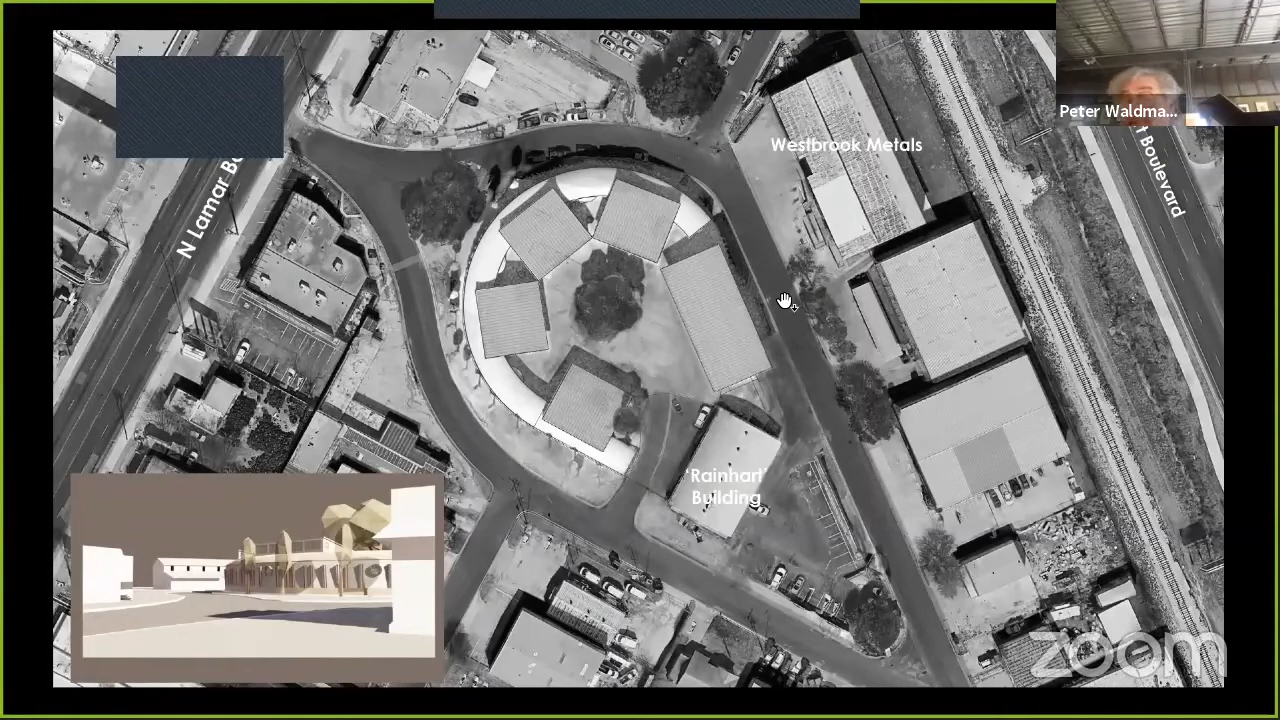 Peter Waldma...
Westbrook Metals
Boulevard
N Lamar
'Rainhart'
Building
zoom